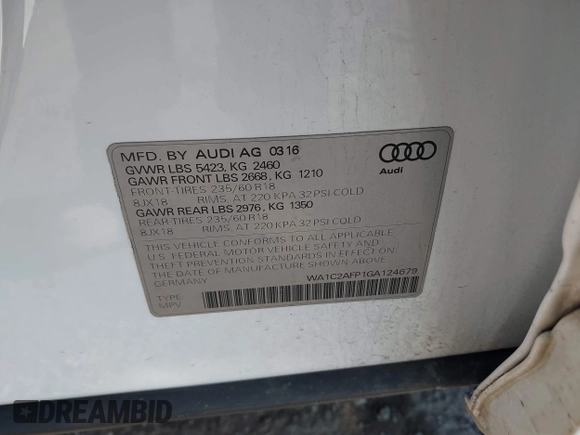 MFD. BY AUDI AG 03 16
GVWR LBS 5423, KG 2460
GAWR FRONT LBS 2668, KG 1210
FRONT-TIRES 235/60 R18
8JX18 RIMS, AT 220 KPA 32 PSI COLD
GAWR REAR LBS 2976, KG 1350
REAR-TIRES 235/60 R18
8JX18 RIMS, AT 220 KPA 32 PSI COLD
THIS VEHICLE CONFORMS TO ALL APPLICABLE
U.S. FEDERAL MOTOR VEHICLE SAFETY AND
THEFT PREVENTION STANDARDS IN EFFECT ON
THE DATE OF MANUFACTURE SHOWN ABOVE.
GERMANY
WA1C2AFP1GA124679
TYPE:
MPV
Audi
DREAMBID